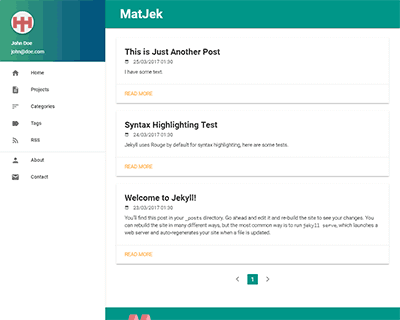 MatJek
John Doe
john@doe.com
Home
Projects
Categories
Tags
RSS
About
Contact
This is Just Another Post
25/03/2017 01:30
I have some text.
READ MORE
Syntax Highlighting Test
24/03/2017 01:30
Jekyll uses Rouge by default for syntax highlighting, here are some tests.
READ MORE
Welcome to Jekyll!
23/03/2017 01:30
You'll find this post in your _posts directory. Go ahead and edit it and re-build the site to see your changes. You
can rebuild the site in many different ways, but the most common way is to run jekyll serve, which launches a
web server and auto-regenerates your site when a file is updated.
READ MORE
1